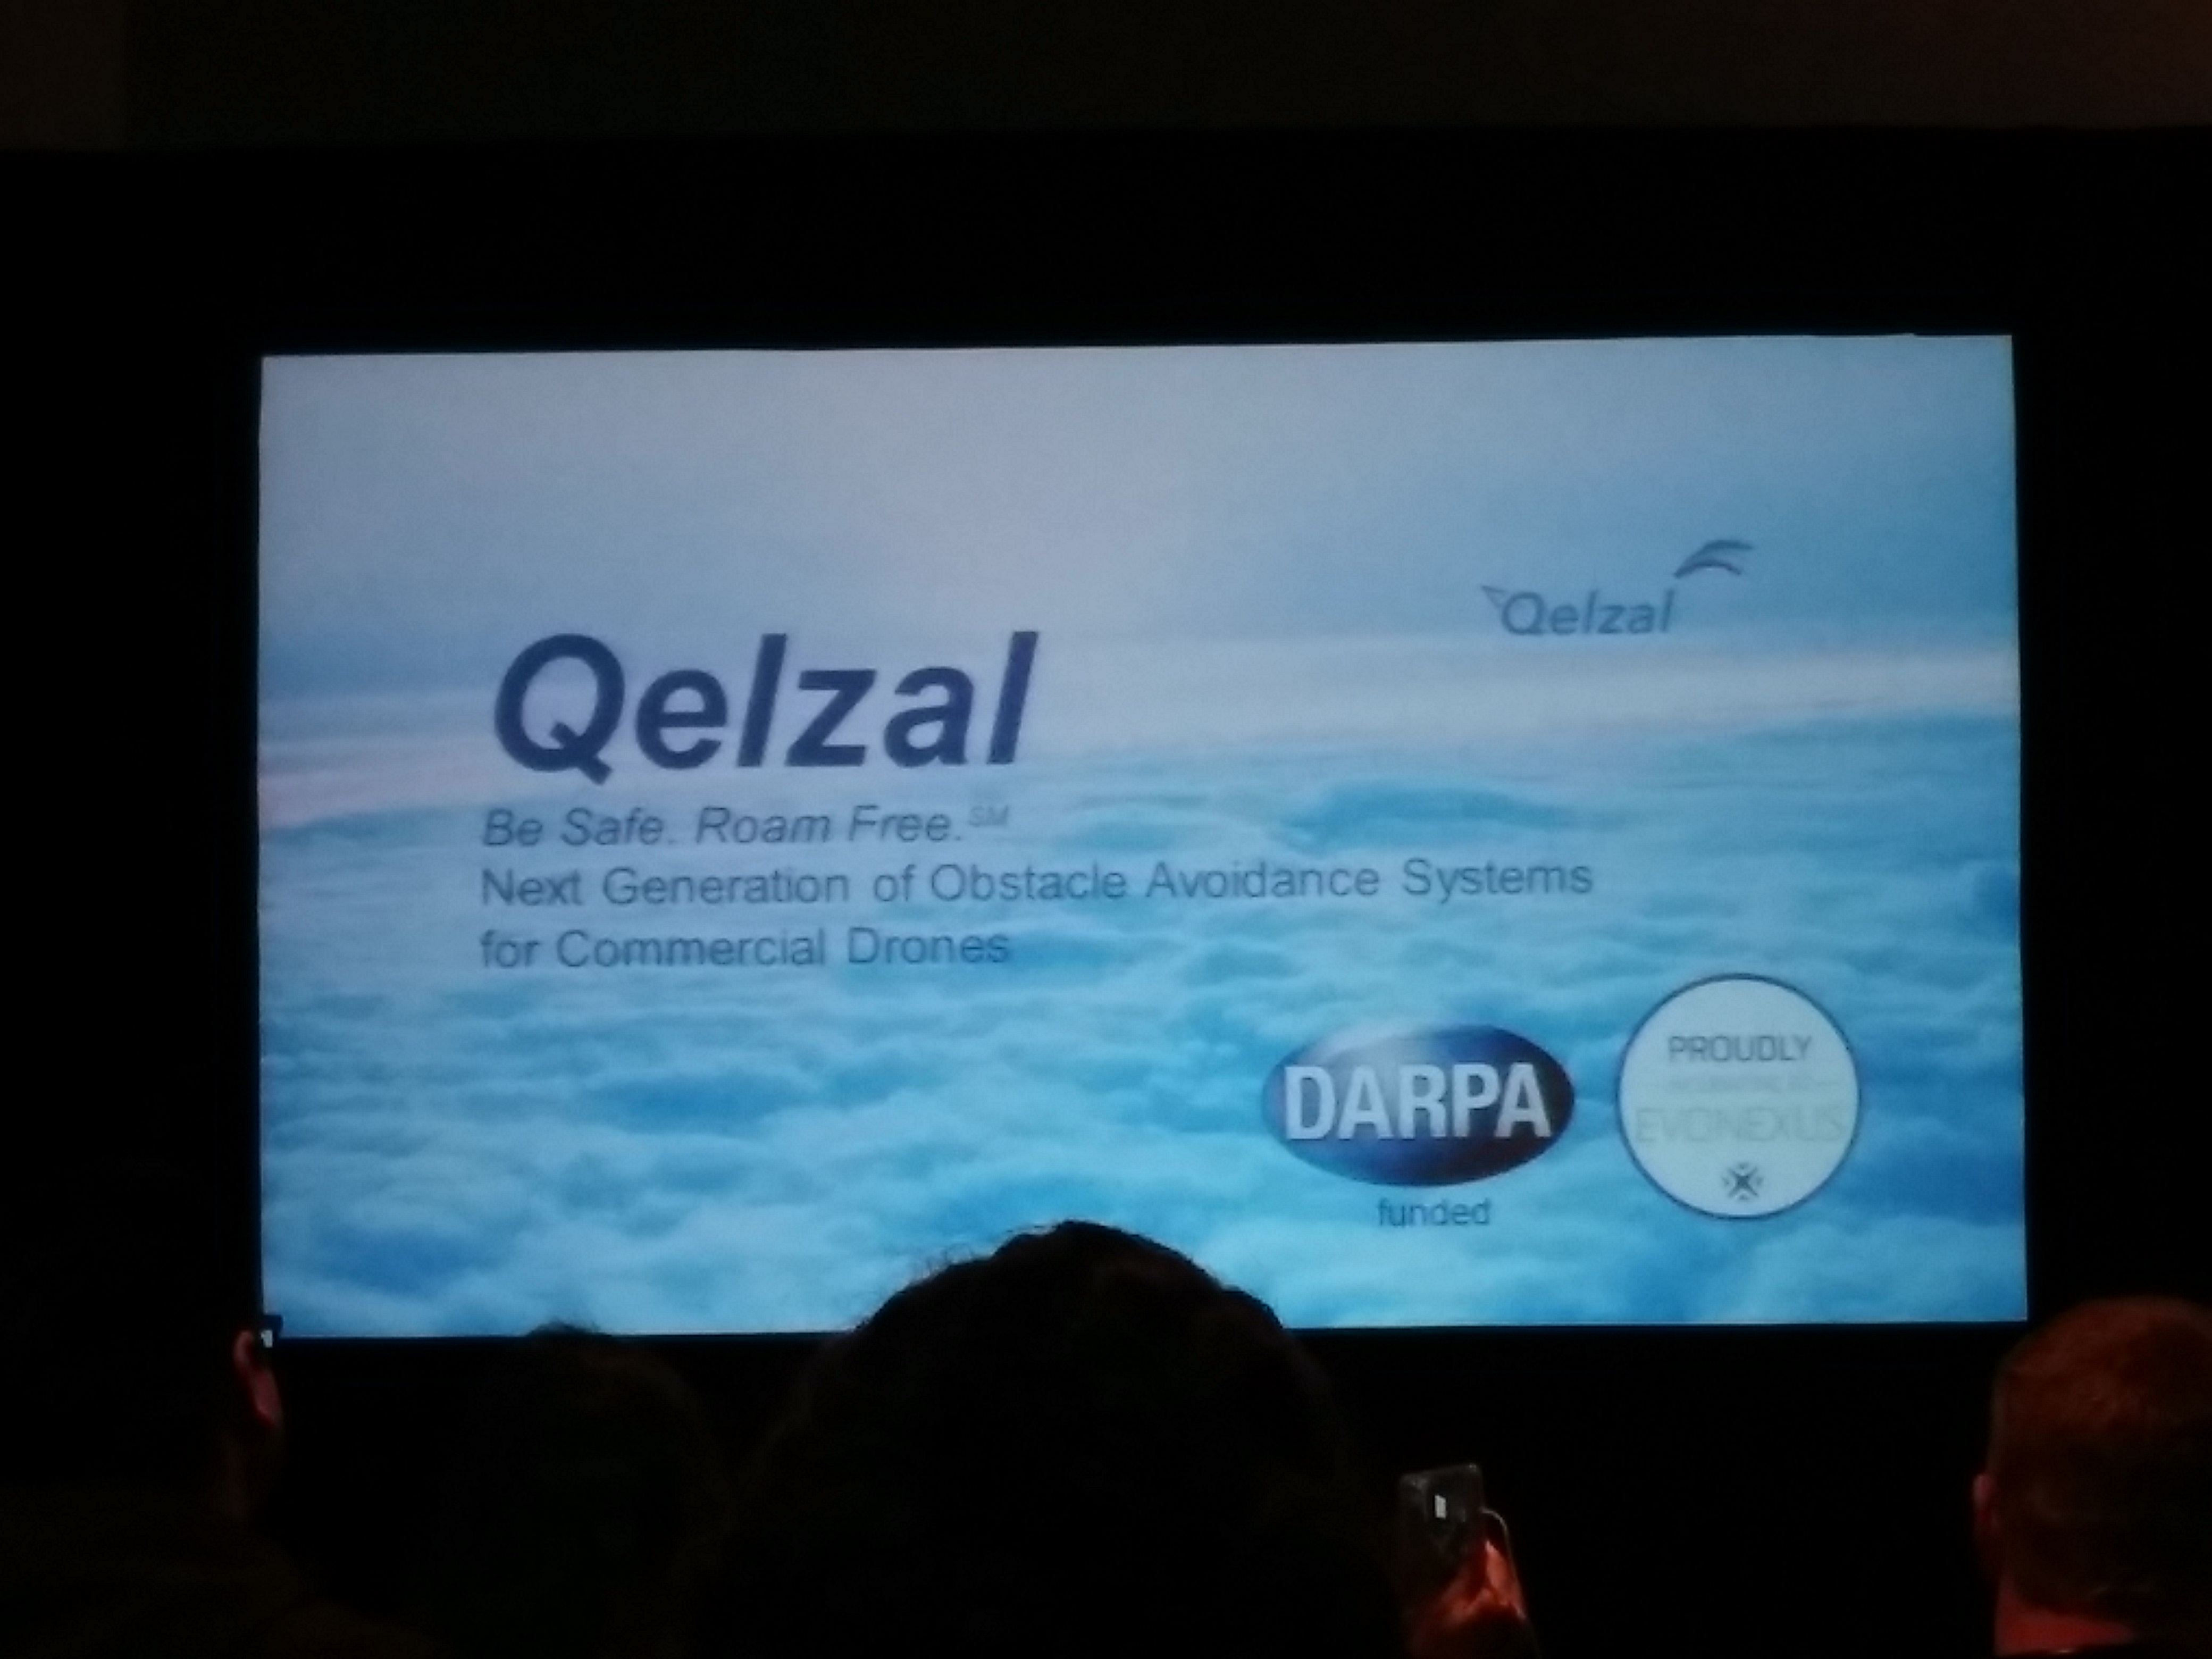 Qelzal
Qelzal
Be Safe. Roam Free.℠
Next Generation of Obstacle Avoidance Systems
for Commercial Drones
DARPA
funded
PROUDLY
EVONEXUS